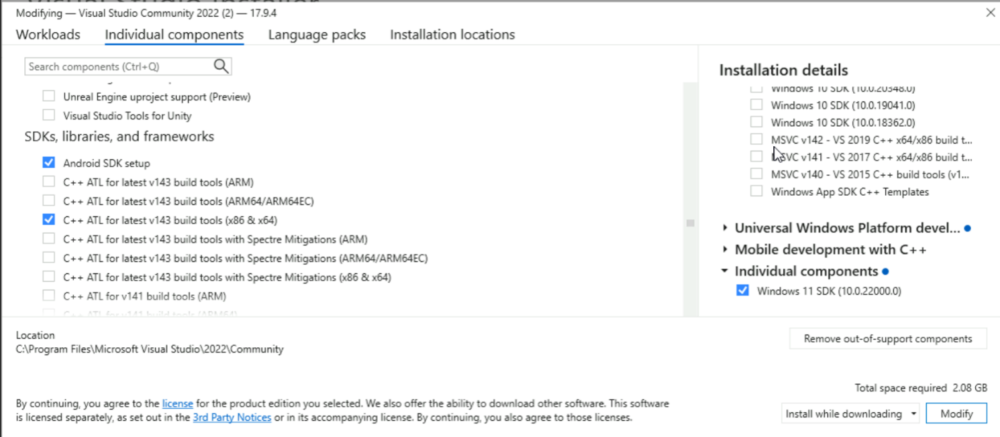 Modifying — Visual Studio Community 2022 (2) — 17.9.4
Workloads Individual components Language packs Installation locations
Search components (Ctrl+Q)
Unreal Engine uproject support (Preview)
Visual Studio Tools for Unity
SDKs, libraries, and frameworks
Android SDK setup
C++ ATL for latest v143 build tools (ARM)
C++ ATL for latest v143 build tools (ARM64/ARM64EC)
C++ ATL for latest v143 build tools (x86 & x64)
C++ ATL for latest v143 build tools with Spectre Mitigations (ARM)
C++ ATL for latest v143 build tools with Spectre Mitigations (ARM64/ARM64EC)
C++ ATL for latest v143 build tools with Spectre Mitigations (x86 & x64)
C++ ATL for v141 build tools (ARM)
C++ ATL for v141 build tools (ARM64)
Installation details
Windows 10 SDK (10.0.20348.0)
Windows 10 SDK (10.0.19041.0)
Windows 10 SDK (10.0.18362.0)
MSVC v142 - VS 2019 C++ x64/x86 build t...
MSVC v141 - VS 2017 C++ x64/x86 build t...
MSVC v140 - VS 2015 C++ build tools (v1...
Windows App SDK C++ Templates
Universal Windows Platform devel...
Mobile development with C++
Individual components
Windows 11 SDK (10.0.22000.0)
Location
C:\Program Files\Microsoft Visual Studio\2022\Community
Remove out-of-support components
Total space required 2.08 GB
By continuing, you agree to the license for the product edition you selected. We also offer the ability to download other software. This software
is licensed separately, as set out in the 3rd Party Notices or in its accompanying license. By continuing, you also agree to those licenses.
Install while downloading
Modify